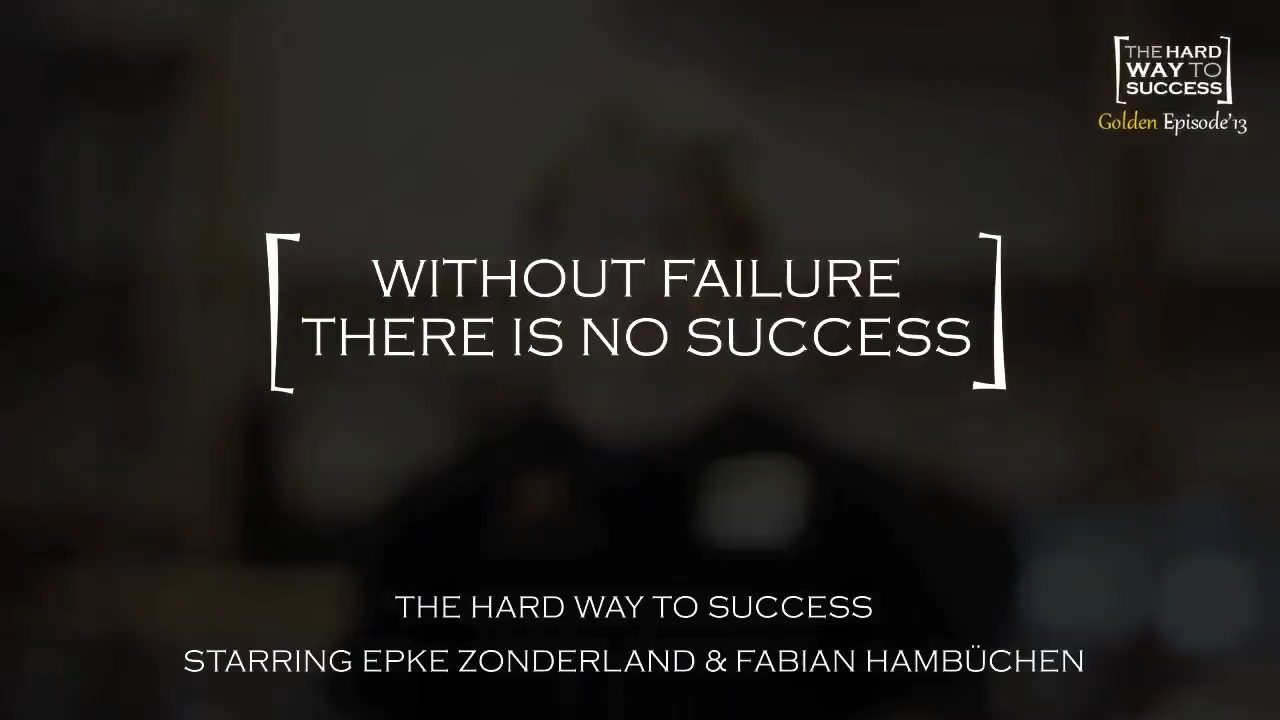 THE HARD
WAY TO
SUCCESS
Golden Episode'13
WITHOUT FAILURE
THERE IS NO SUCCESS
THE HARD WAY TO SUCCESS
STARRING EPKE ZONDERLAND & FABIAN HAMBÜCHEN